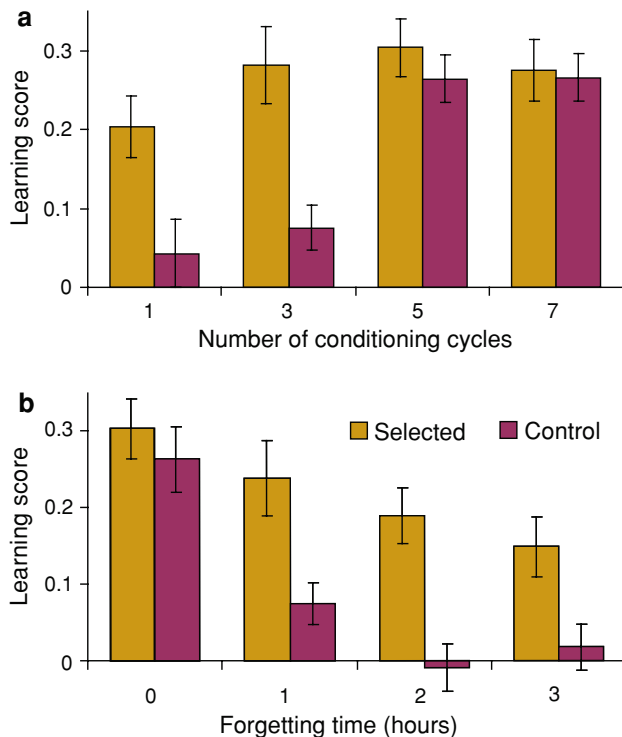 a
Learning score
0.3
0.2
0.1
0
1 3 5 7
Number of conditioning cycles
b
Selected Control
Learning score
0.3
0.2
0.1
0
0 1 2 3
Forgetting time (hours)